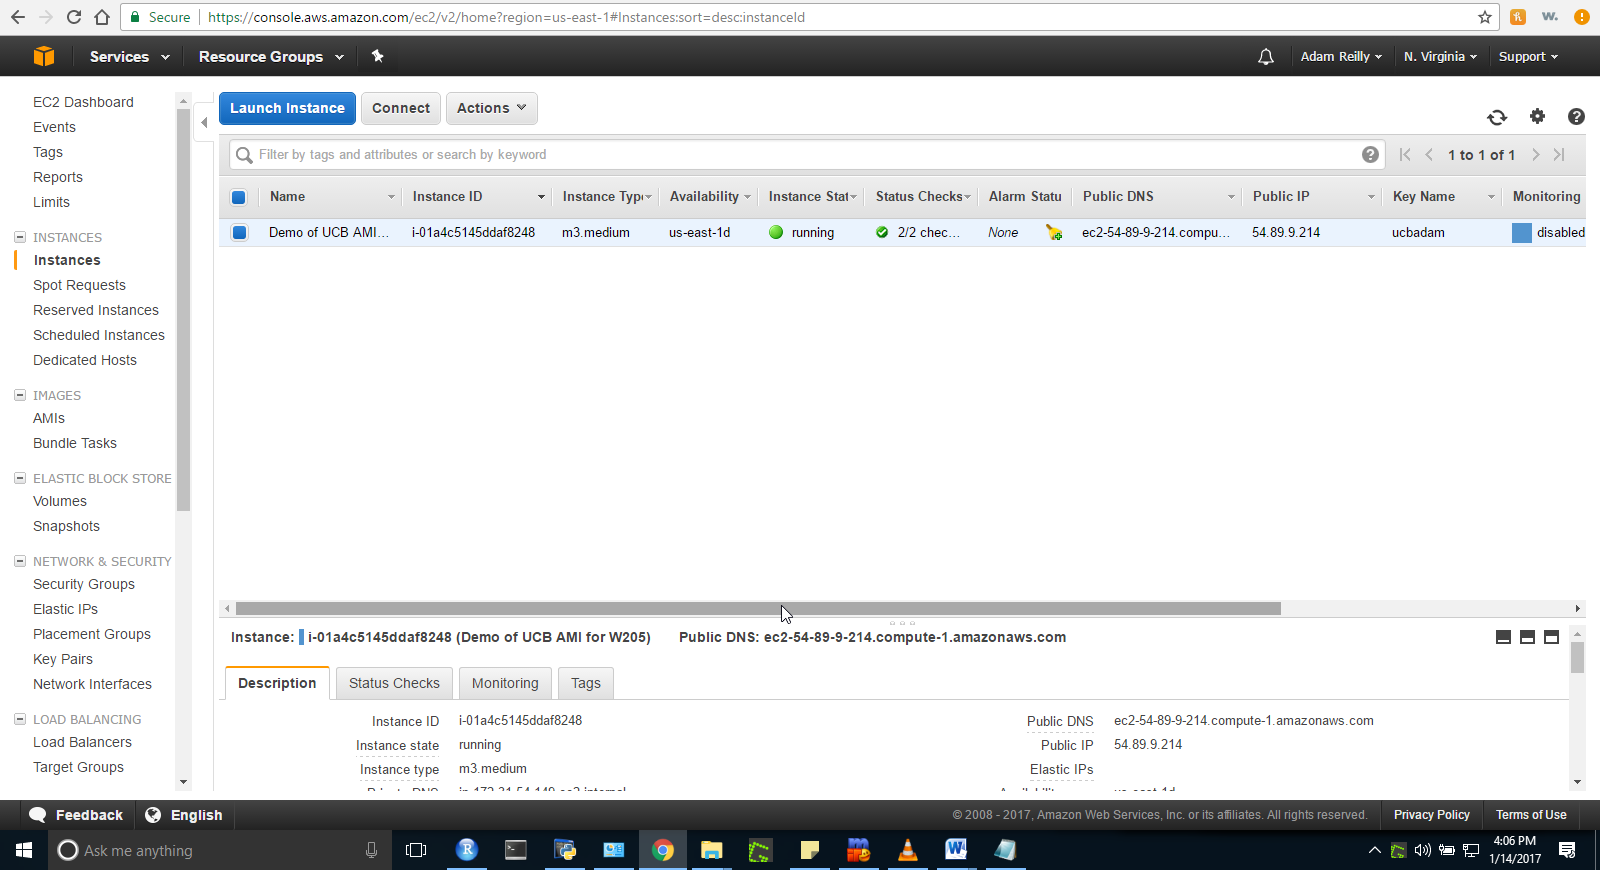 Secure https://console.aws.amazon.com/ec2/v2/home?region=us-east-1#Instances:sort=desc:instanceId
w.
Services Resource Groups Adam Reilly N. Virginia Support
EC2 Dashboard
Events
Tags
Reports
Limits
INSTANCES
Instances
Spot Requests
Reserved Instances
Scheduled Instances
Dedicated Hosts
IMAGES
AMIs
Bundle Tasks
ELASTIC BLOCK STORE
Volumes
Snapshots
NETWORK & SECURITY
Security Groups
Elastic IPs
Placement Groups
Key Pairs
Network Interfaces
LOAD BALANCING
Load Balancers
Target Groups
Launch Instance Connect Actions
Filter by tags and attributes or search by keyword 1 to 1 of 1
Name Instance ID Instance Typ Availability Instance Stat Status Checks Alarm Statu Public DNS Public IP Key Name Monitoring
Demo of UCB AMI... i-01a4c5145ddaf8248 m3.medium us-east-1d running 2/2 chec... None ec2-54-89-9-214.compu... 54.89.9.214 ucbadam disabled
Instance: i-01a4c5145ddaf8248 (Demo of UCB AMI for W205) Public DNS: ec2-54-89-9-214.compute-1.amazonaws.com
Description Status Checks Monitoring Tags
Instance ID i-01a4c5145ddaf8248 Public DNS ec2-54-89-9-214.compute-1.amazonaws.com
Instance state running Public IP 54.89.9.214
Instance type m3.medium Elastic IPs
Feedback English © 2008 - 2017, Amazon Web Services, Inc. or its affiliates. All rights reserved. Privacy Policy Terms of Use
Ask me anything
4:06 PM
1/14/2017